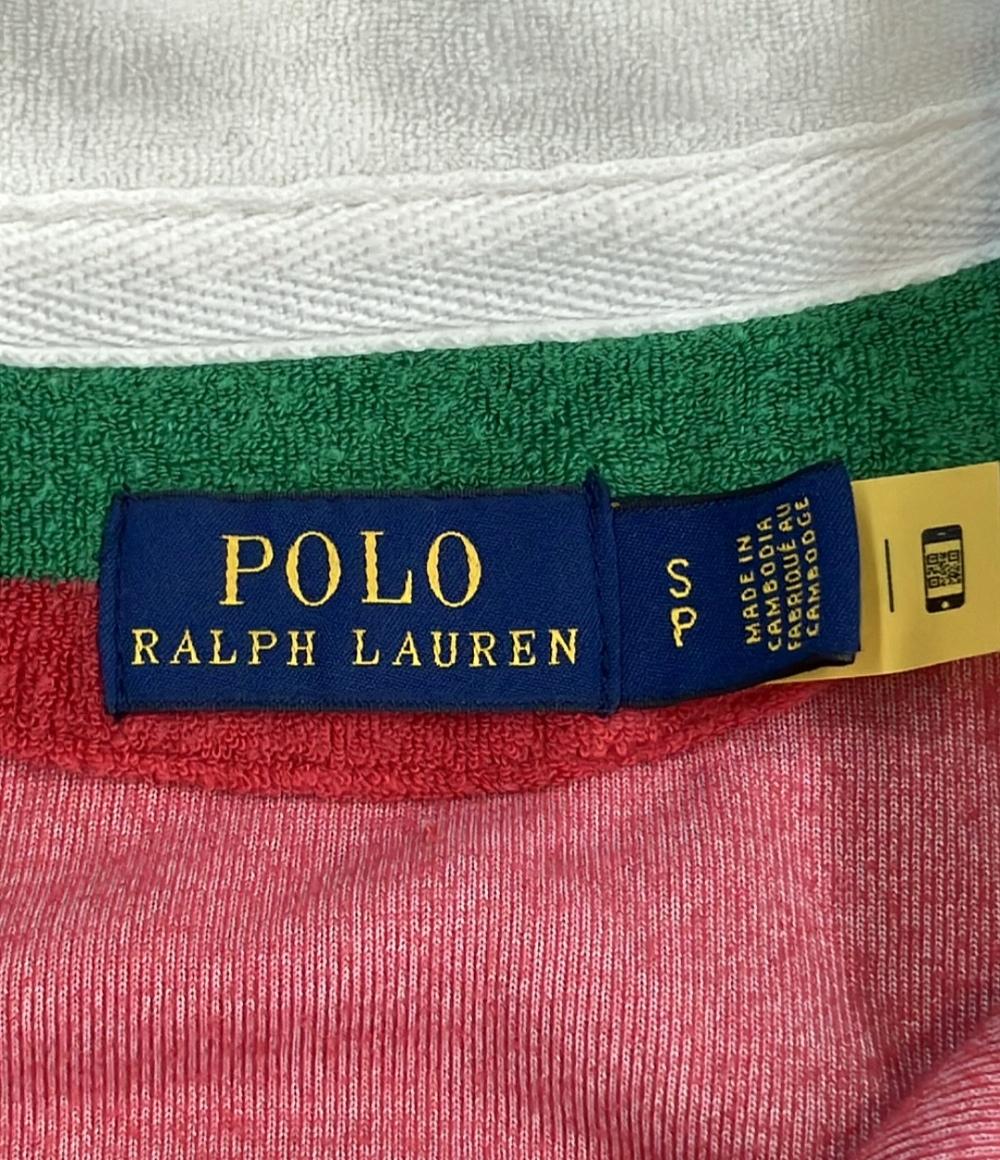 POLO
RALPH LAUREN
S
P
MADE IN
CAMBODIA
FABRIQUÉ AU
CAMBODGE